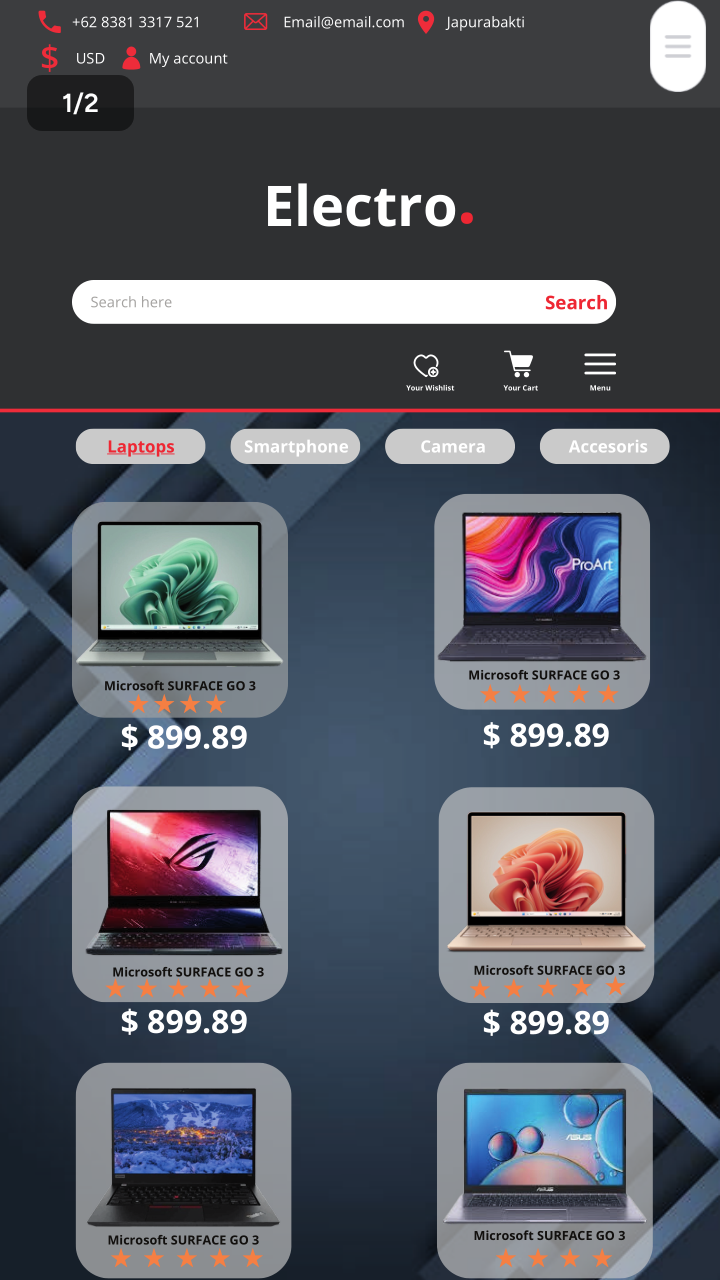 +62 8381 3317 521 Email@email.com Japurabakti
$ USD My account
1/2
Electro.
Search here Search
Your Wishlist Your Cart Menu
Laptops Smartphone Camera Accesoris
ProArt
Microsoft SURFACE GO 3 Microsoft SURFACE GO 3
$ 899.89 $ 899.89
Microsoft SURFACE GO 3 Microsoft SURFACE GO 3
$ 899.89 $ 899.89
ASUS
ASUS
Microsoft SURFACE GO 3 Microsoft SURFACE GO 3